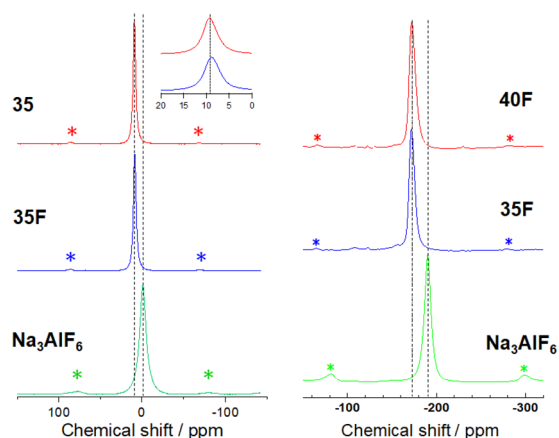 20 15 10 5 0
35
40F
*
*
*
*
35F
35F
*
*
*
*
Na₃AlF₆
Na₃AlF₆
*
*
*
*
100 0 -100
-100 -200 -300
Chemical shift / ppm
Chemical shift / ppm